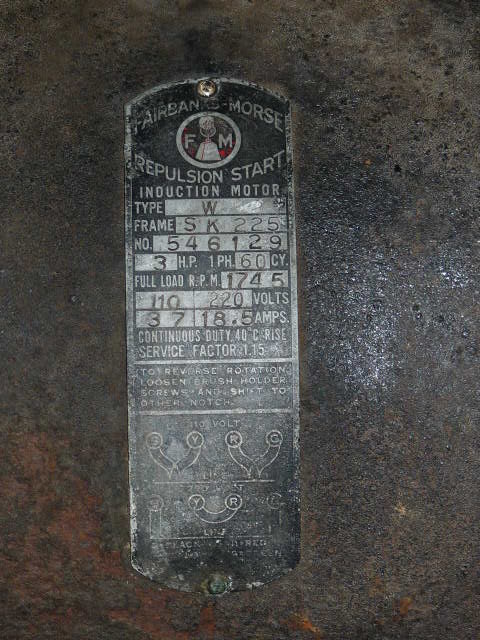 FAIRBANKS-MORSE
F M
REPULSION START
INDUCTION MOTOR
TYPE W
FRAME SK 225
NO. 546129
3 H.P. 1 PH. 60 CY.
FULL LOAD R.P.M. 1745
110 220 VOLTS
37 18.5 AMPS.
CONTINUOUS DUTY 40°C RISE
SERVICE FACTOR 1.15
TO REVERSE ROTATION
LOOSEN BRUSH HOLDER
SCREWS AND SHIFT TO
OTHER NOTCH
110 VOLT
B Y R G
LINE
Y R
LINE